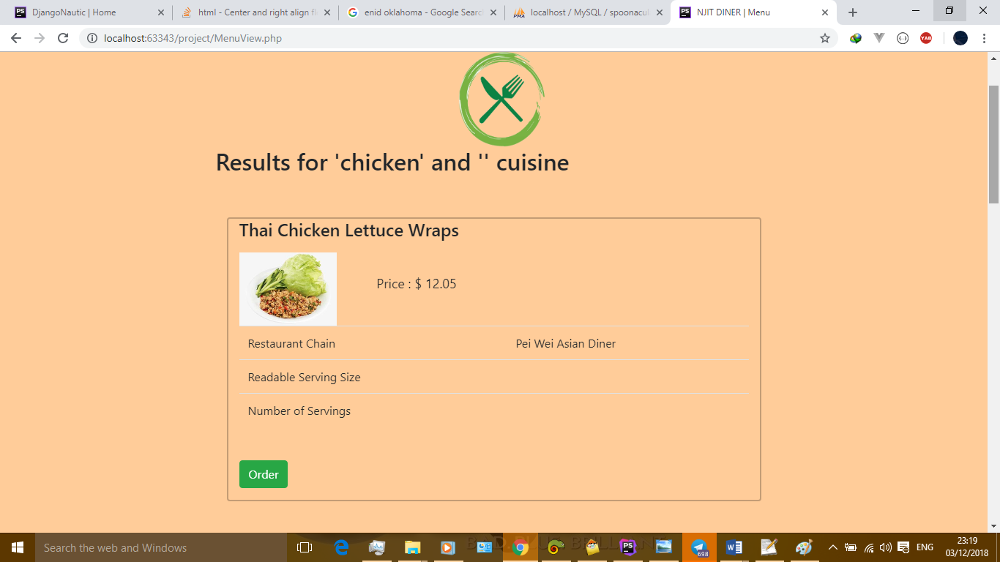 DjangoNautic | Home
html - Center and right align fl
enid oklahoma - Google Searc
localhost / MySQL / spoonacul
NJIT DINER | Menu
localhost:63343/project/MenuView.php
Results for 'chicken' and '' cuisine
Thai Chicken Lettuce Wraps
Price : $ 12.05
Restaurant Chain
Pei Wei Asian Diner
Readable Serving Size
Number of Servings
Order
Search the web and Windows
698
ENG
23:19
03/12/2018